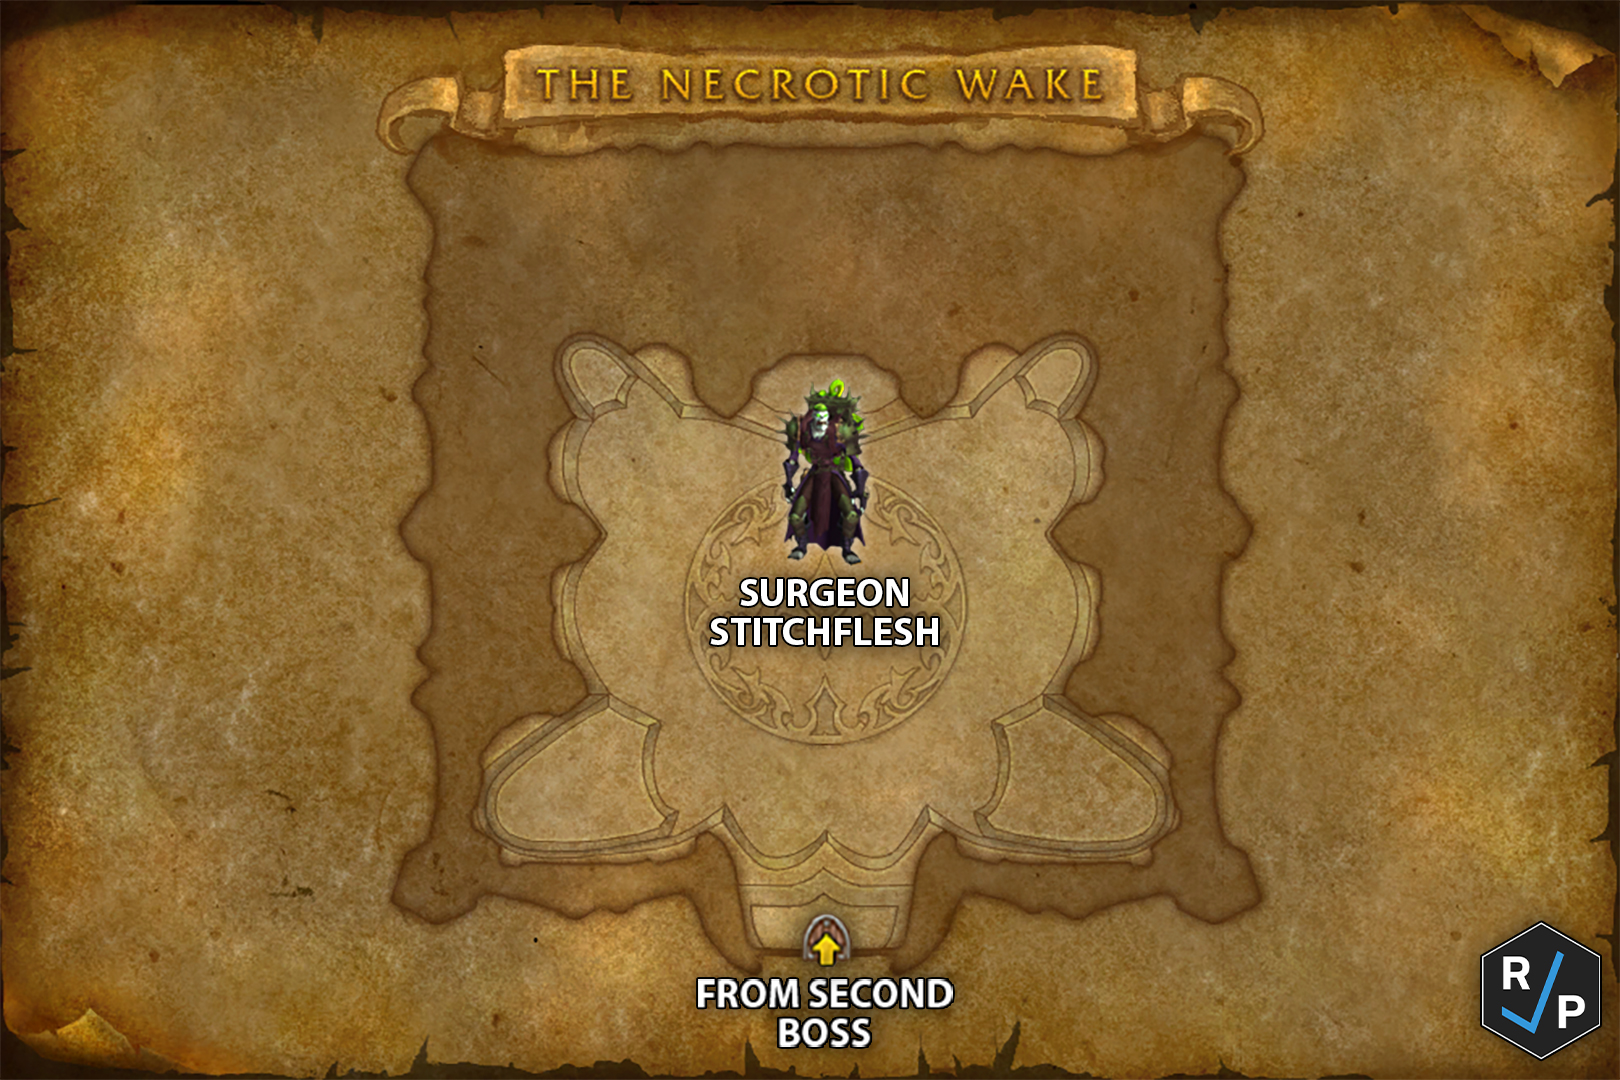 THE NECROTIC WAKE
SURGEON
STITCHFLESH
FROM SECOND
BOSS
R
P